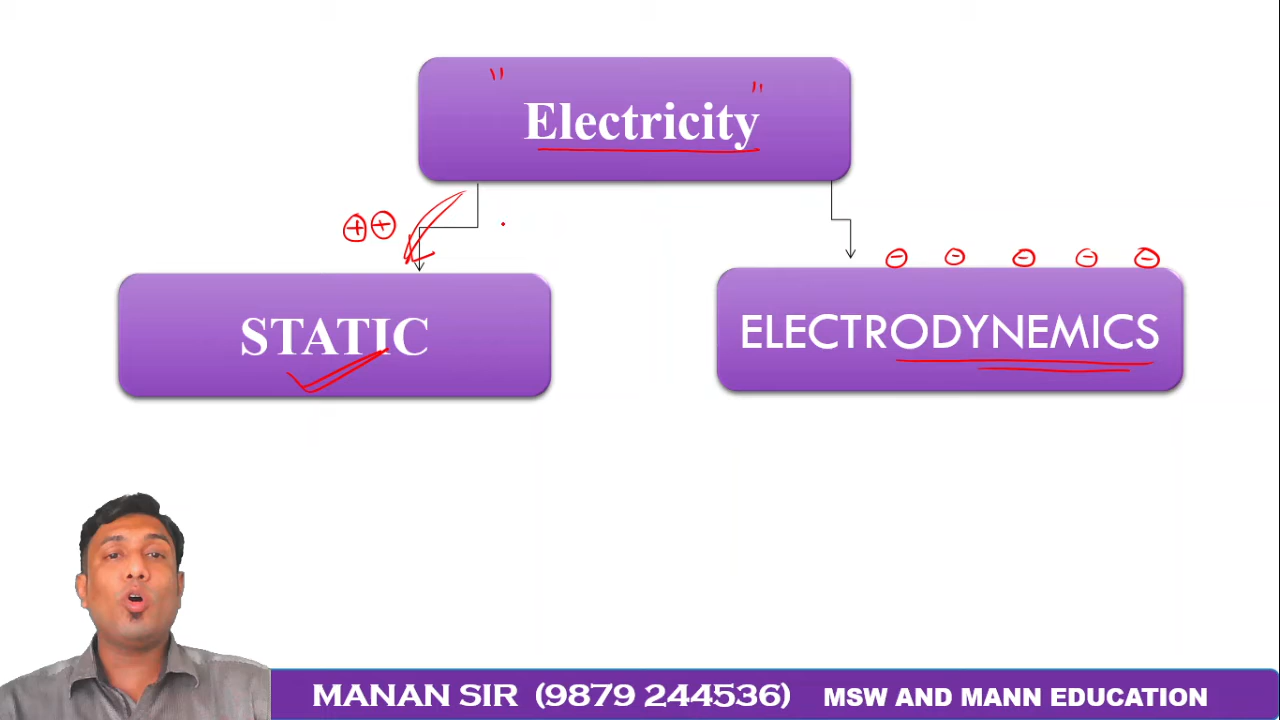 " Electricity "
⊕⊕
⊖ ⊖ ⊖ ⊖ ⊖
STATIC
ELECTRODYNEMICS
MANAN SIR (9879 244536) MSW AND MANN EDUCATION